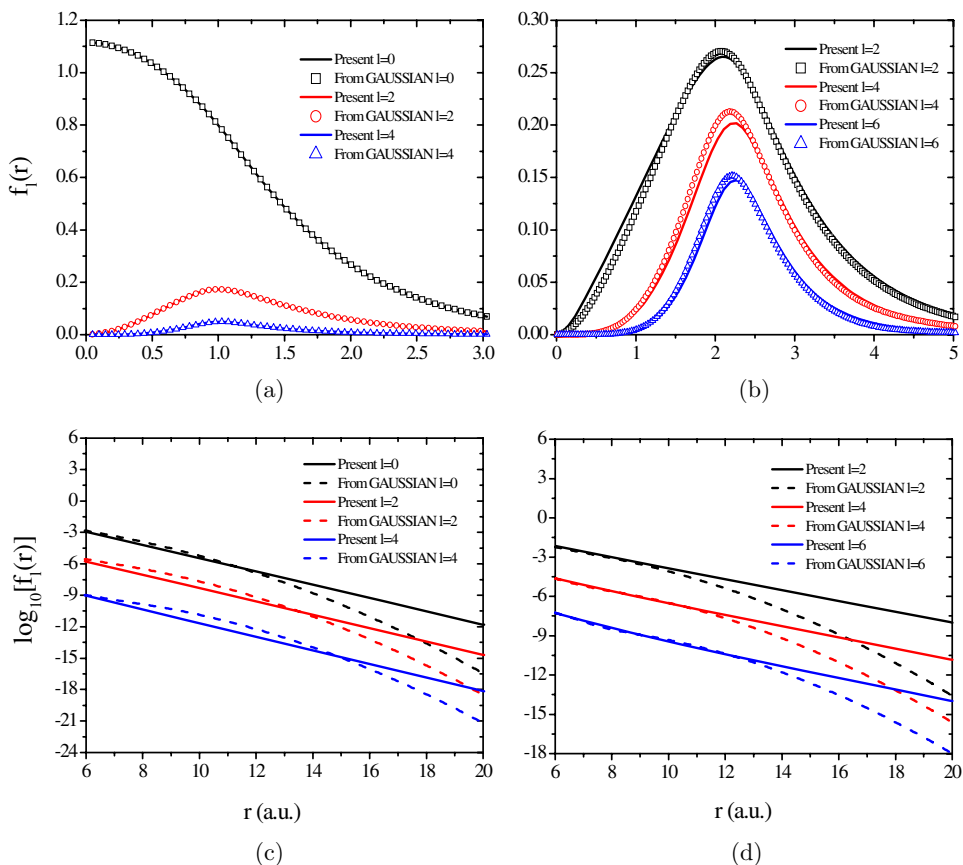 f_l(r)
1.2
1.0
0.8
0.6
0.4
0.2
0.0
Present l=0
From GAUSSIAN l=0
Present l=2
From GAUSSIAN l=2
Present l=4
From GAUSSIAN l=4
0.0 0.5 1.0 1.5 2.0 2.5 3.0
(a)
0.30
0.25
0.20
0.15
0.10
0.05
0.00
Present l=2
From GAUSSIAN l=2
Present l=4
From GAUSSIAN l=4
Present l=6
From GAUSSIAN l=6
0 1 2 3 4 5
(b)
log10[f_l(r)]
6
3
0
-3
-6
-9
-12
-15
-18
-21
-24
Present l=0
From GAUSSIAN l=0
Present l=2
From GAUSSIAN l=2
Present l=4
From GAUSSIAN l=4
6 8 10 12 14 16 18 20
r (a.u.)
(c)
6
3
0
-3
-6
-9
-12
-15
-18
Present l=2
From GAUSSIAN l=2
Present l=4
From GAUSSIAN l=4
Present l=6
From GAUSSIAN l=6
6 8 10 12 14 16 18 20
r (a.u.)
(d)